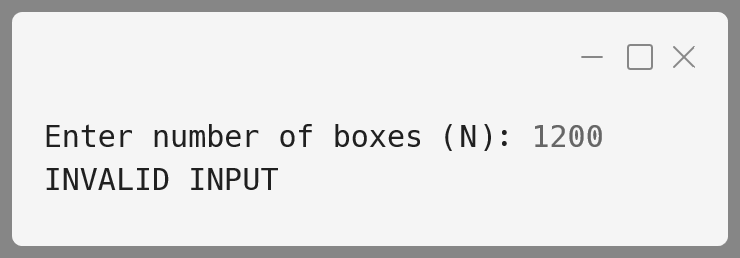 Enter number of boxes (N): 1200
INVALID INPUT